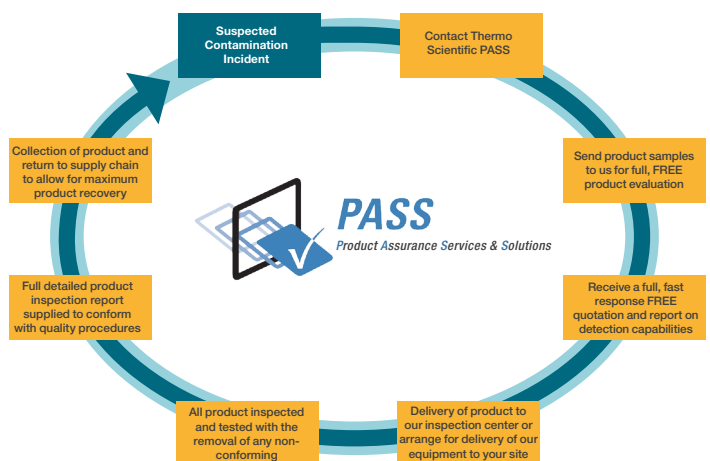 Suspected
Contamination
Incident
Contact Thermo
Scientific PASS
Send product samples
to us for full, FREE
product evaluation
Receive a full, fast
response FREE
quotation and report on
detection capabilities
Delivery of product to
our inspection center or
arrange for delivery of our
equipment to your site
All product inspected
and tested with the
removal of any non-
conforming
Full detailed product
inspection report
supplied to conform
with quality procedures
Collection of product and
return to supply chain
to allow for maximum
product recovery
PASS
Product Assurance Services & Solutions